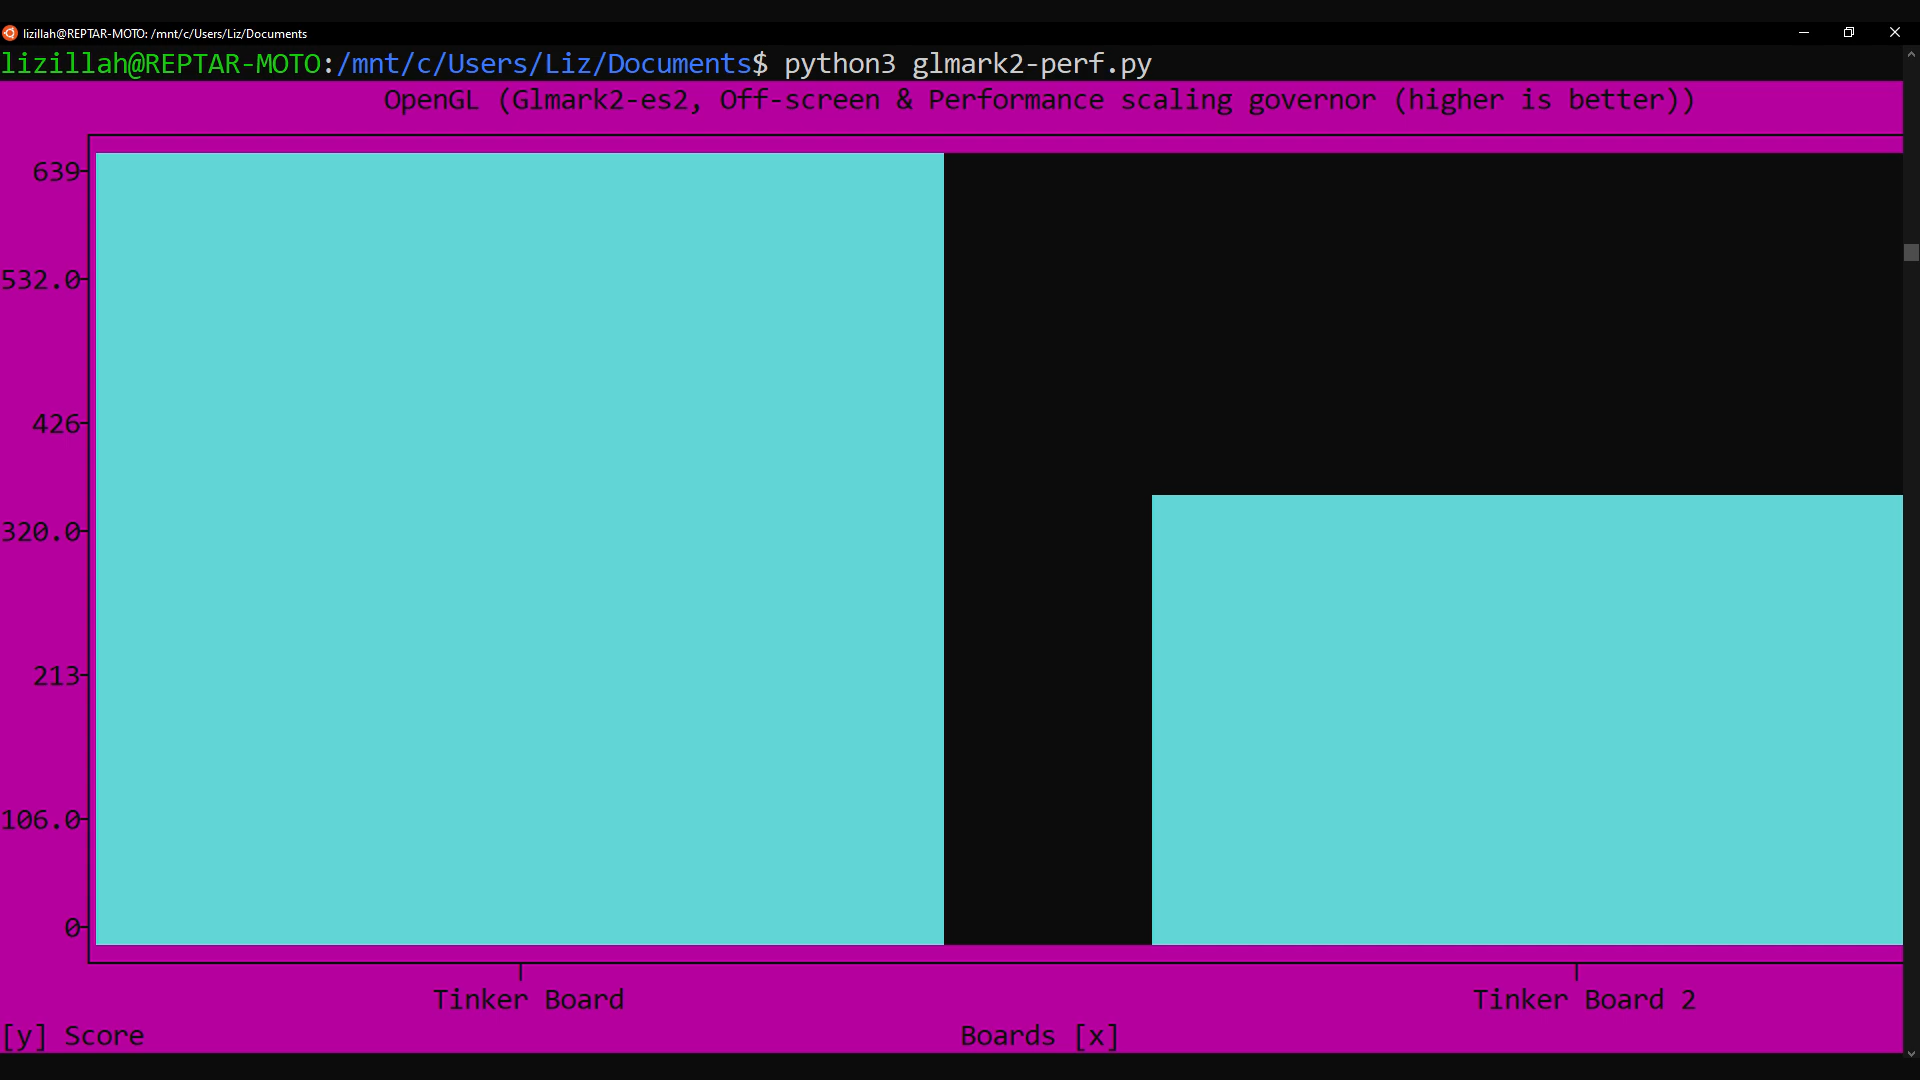 lizillah@REPTAR-MOTO: /mnt/c/Users/Liz/Documents
lizillah@REPTAR-MOTO:/mnt/c/Users/Liz/Documents$ python3 glmark2-perf.py
OpenGL (Glmark2-es2, Off-screen & Performance scaling governor (higher is better))
639
532.0
426
320.0
213
106.0
0
Tinker Board Tinker Board 2
[y] Score Boards [x]